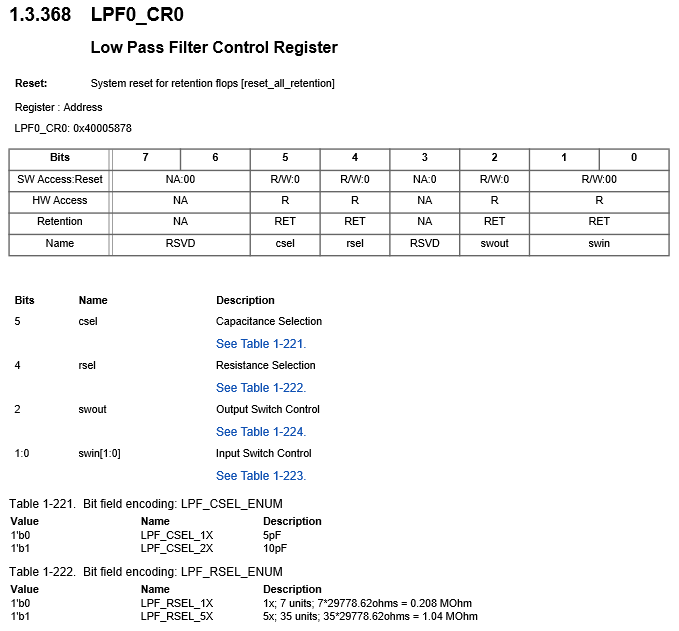 1.3.368 LPF0_CR0
Low Pass Filter Control Register
Reset: System reset for retention flops [reset_all_retention]
Register : Address
LPF0_CR0: 0x40005878
Bits 7 6 5 4 3 2 1 0
SW Access:Reset NA:00 R/W:0 R/W:0 NA:0 R/W:0 R/W:00
HW Access NA R R NA R R
Retention NA RET RET NA RET RET
Name RSVD csel rsel RSVD swout swin
Bits Name Description
5 csel Capacitance Selection
See Table 1-221.
4 rsel Resistance Selection
See Table 1-222.
2 swout Output Switch Control
See Table 1-224.
1:0 swin[1:0] Input Switch Control
See Table 1-223.
Table 1-221. Bit field encoding: LPF_CSEL_ENUM
Value Name Description
1'b0 LPF_CSEL_1X 5pF
1'b1 LPF_CSEL_2X 10pF
Table 1-222. Bit field encoding: LPF_RSEL_ENUM
Value Name Description
1'b0 LPF_RSEL_1X 1x; 7 units; 7*29778.62ohms = 0.208 MOhm
1'b1 LPF_RSEL_5X 5x; 35 units; 35*29778.62ohms = 1.04 MOhm